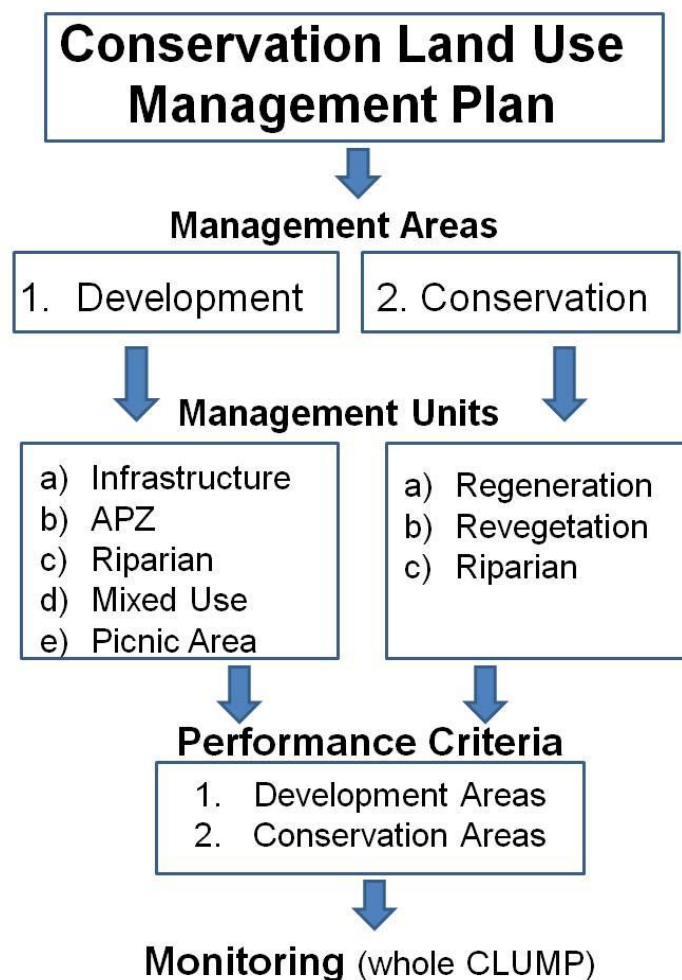 Conservation Land Use
Management Plan
Management Areas
1. Development
2. Conservation
Management Units
a) Infrastructure
b) APZ
c) Riparian
d) Mixed Use
e) Picnic Area
a) Regeneration
b) Revegetation
c) Riparian
Performance Criteria
1. Development Areas
2. Conservation Areas
Monitoring (whole CLUMP)